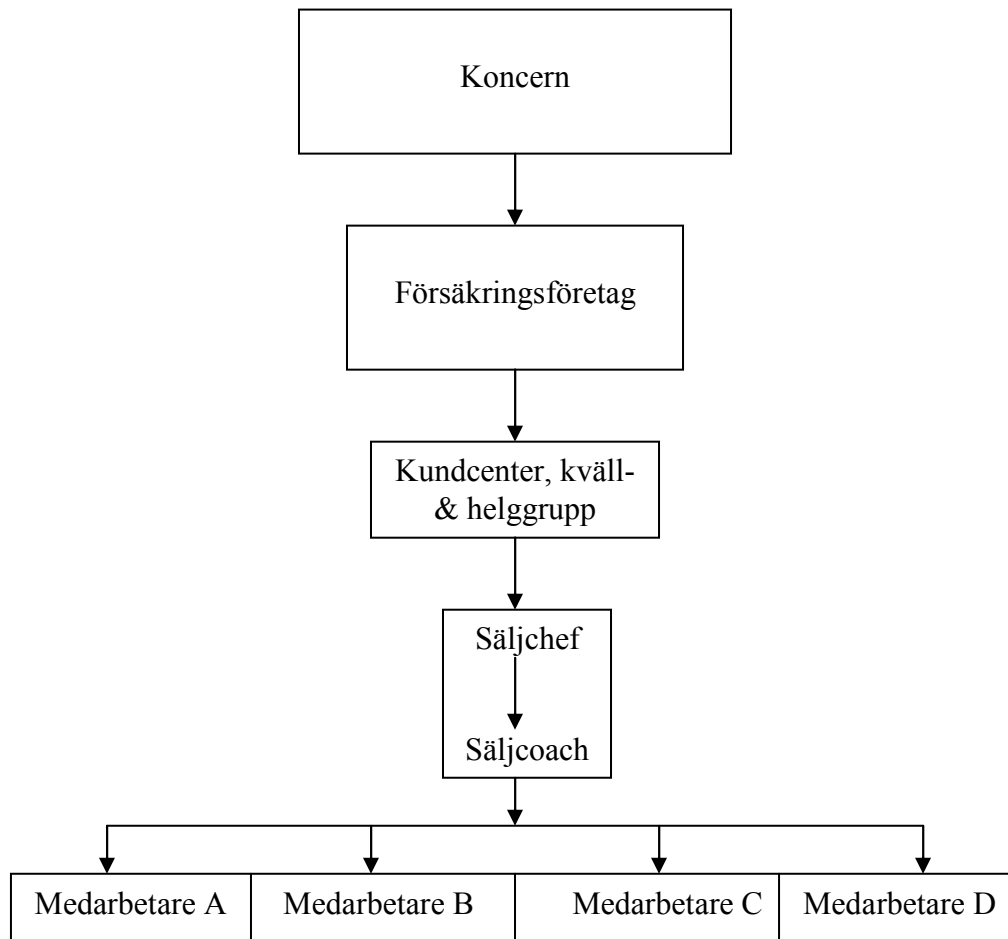 Koncern
Försäkringsföretag
Kundcenter, kväll-
& helggrupp
Säljchef
Säljcoach
Medarbetare A
Medarbetare B
Medarbetare C
Medarbetare D